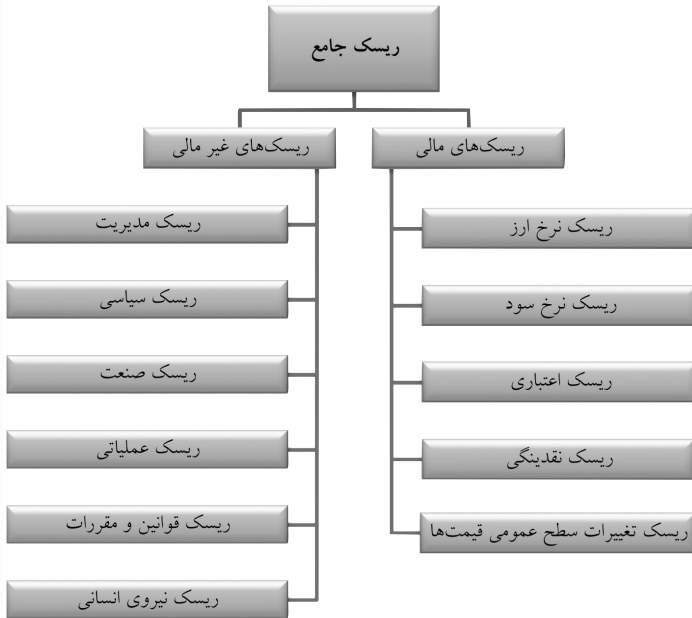 ریسک جامع
ریسک‌های مالی
ریسک نرخ ارز
ریسک نرخ سود
ریسک اعتباری
ریسک نقدینگی
ریسک تغییرات سطح عمومی قیمت‌ها
ریسک‌های غیر مالی
ریسک مدیریت
ریسک سیاسی
ریسک صنعت
ریسک عملیاتی
ریسک قوانین و مقررات
ریسک نیروی انسانی